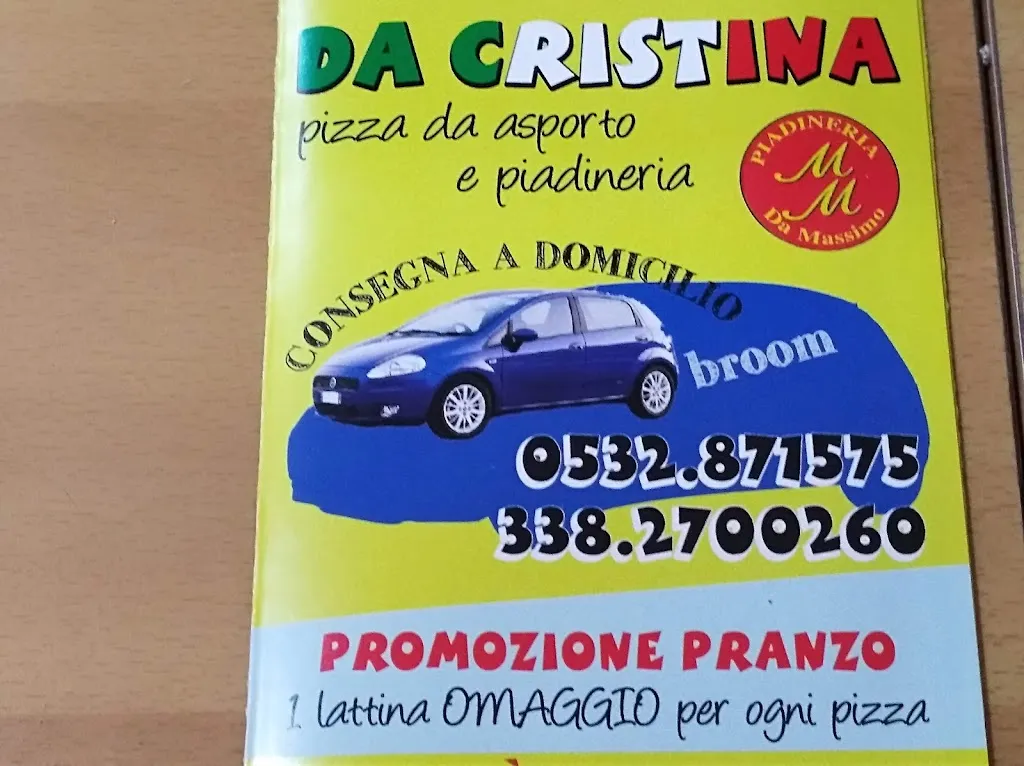 DA CRISTINA
pizza da asporto
e piadineria
PIADINERIA
MM
Da Massimo
CONSEGNA A DOMICILIO
broom
0532.871575
338.2700260
PROMOZIONE PRANZO
1 lattina OMAGGIO per ogni pizza